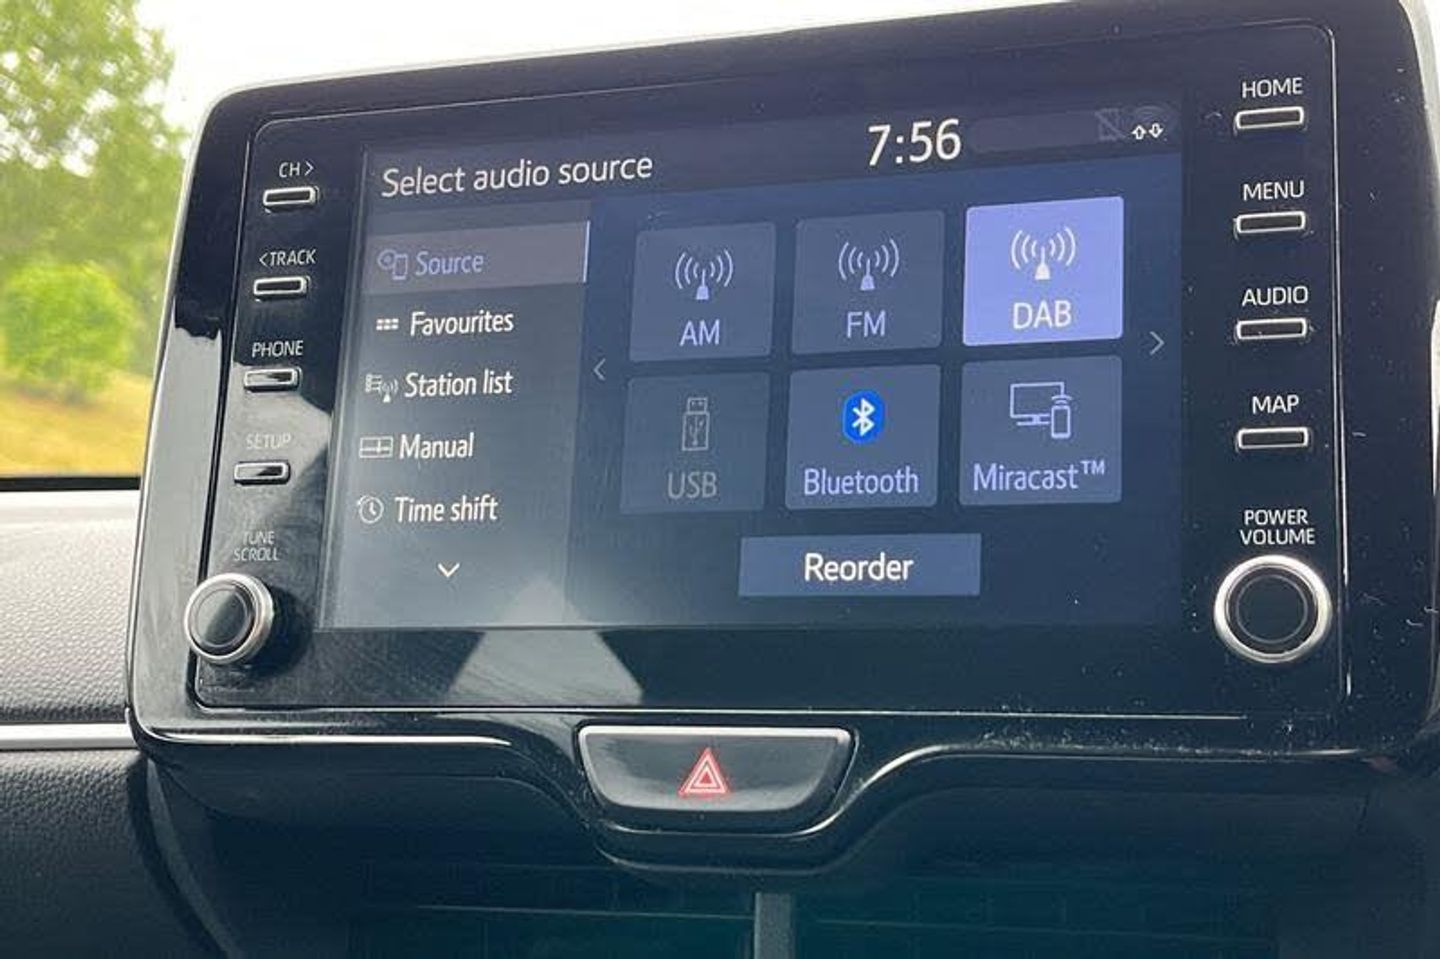 CH >
< TRACK
PHONE
SETUP
TUNE
SCROLL
Select audio source
7:56
Source
Favourites
Station list
Manual
Time shift
AM
FM
DAB
USB
Bluetooth
Miracast™
Reorder
HOME
MENU
AUDIO
MAP
POWER
VOLUME